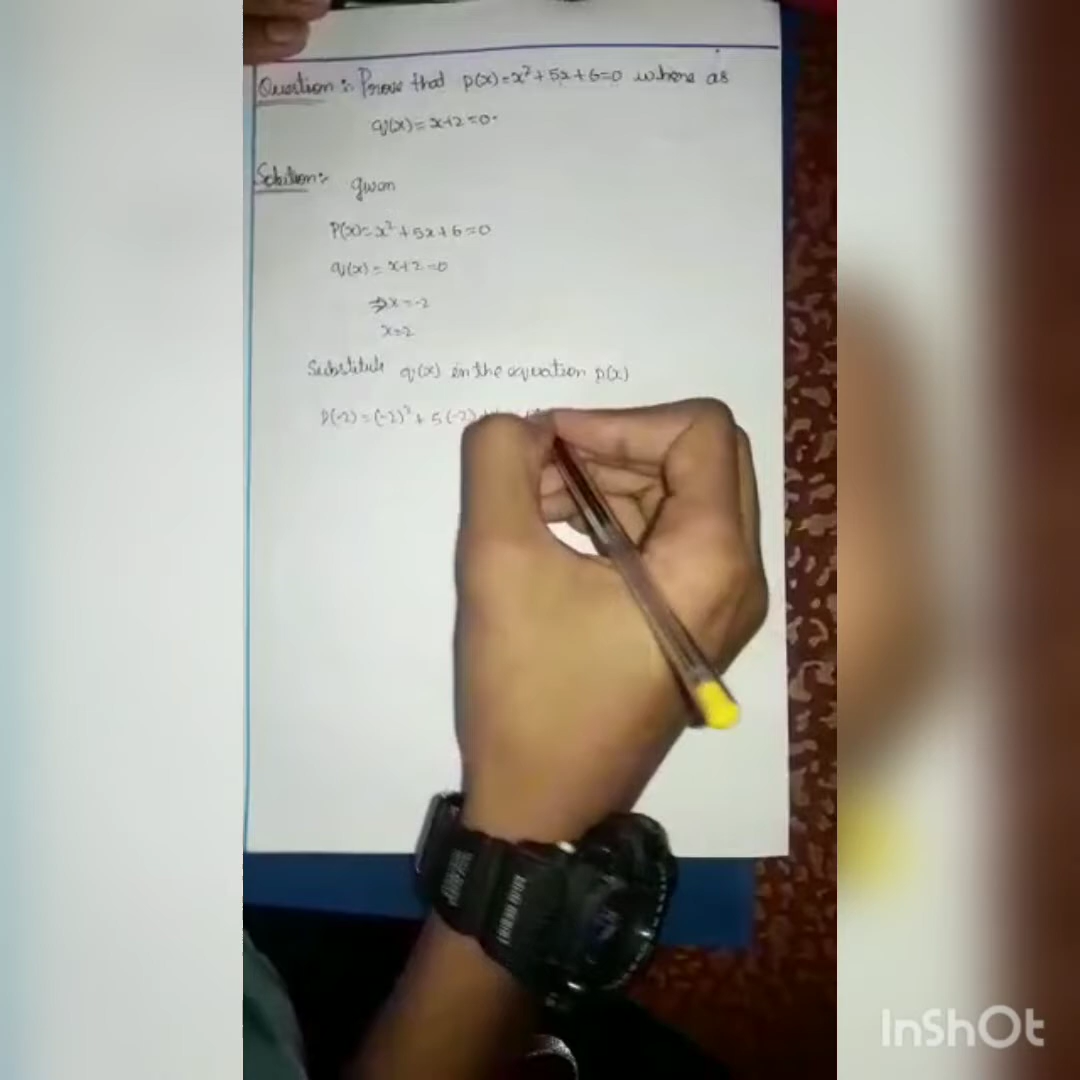 Question:- Prove that p(x)=x²+5x+6=0 where as
q(x)=x+2=0.
Solution:- given
P(x)=x²+5x+6=0
q(x)=x+2=0
⇒x=-2
x=2
Substitute q(x) in the equation p(x)
P(-2)=(-2)²+5(-2)
InShOt